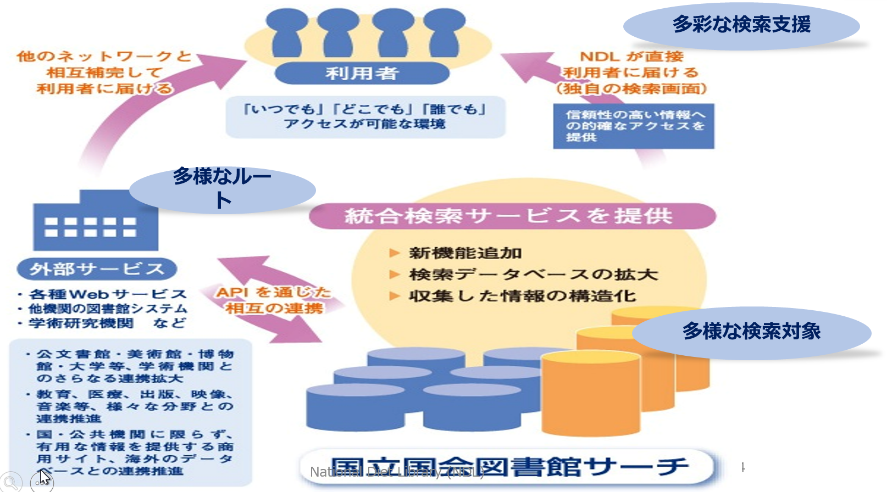 多彩な検索支援
他のネットワークと
相互補完して
利用者に届ける
利用者
「いつでも」「どこでも」「誰でも」
アクセスが可能な環境
NDL が直接
利用者に届ける
(独自の検索画面)
信頼性の高い情報へ
の的確なアクセスを
提供
多様なルー
ト
統合検索サービスを提供
▶ 新機能追加
▶ 検索データベースの拡大
▶ 収集した情報の構造化
外部サービス
・各種Webサービス
・他機関の図書館システム
・学術研究機関 など
API を通じた
相互の連携
・公文書館・美術館・博物
館・大学等、学術機関と
のさらなる連携拡大
・教育、医療、出版、映像、
音楽等、様々な分野との
連携推進
・国・公共機関に限らず、
有用な情報を提供する商
用サイト、海外のデータ
ベースとの連携推進
多様な検索対象
国立国会図書館サーチ
National Diet Library (NDL)
4